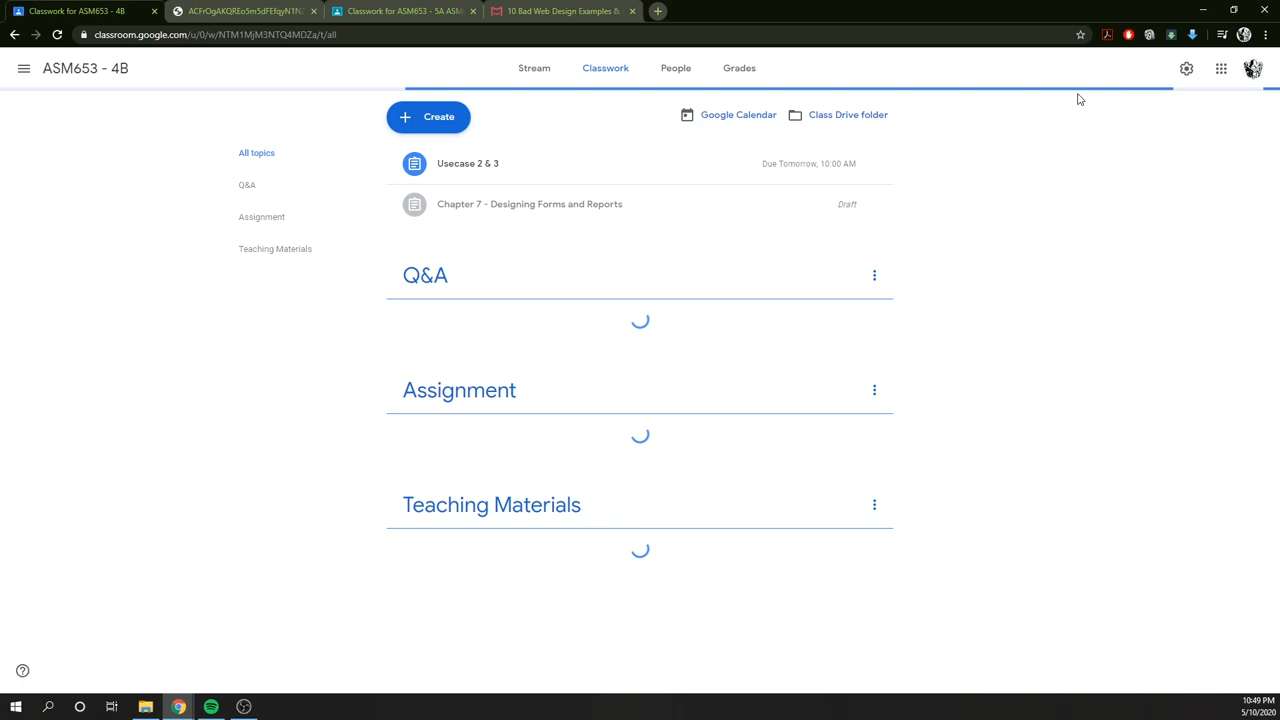 Classwork for ASM653 - 4B
Classwork for ASM653 - 5A ASM
10 Bad Web Design Examples &
classroom.google.com/u/0/w/NTM1MjM3NTQ4MDZa/t/all
ASM653 - 4B
Stream
Classwork
People
Grades
Create
Google Calendar
Class Drive folder
All topics
Q&A
Assignment
Teaching Materials
Usecase 2 & 3
Due Tomorrow, 10:00 AM
Chapter 7 - Designing Forms and Reports
Draft
Q&A
Assignment
Teaching Materials
10:49 PM
5/10/2020